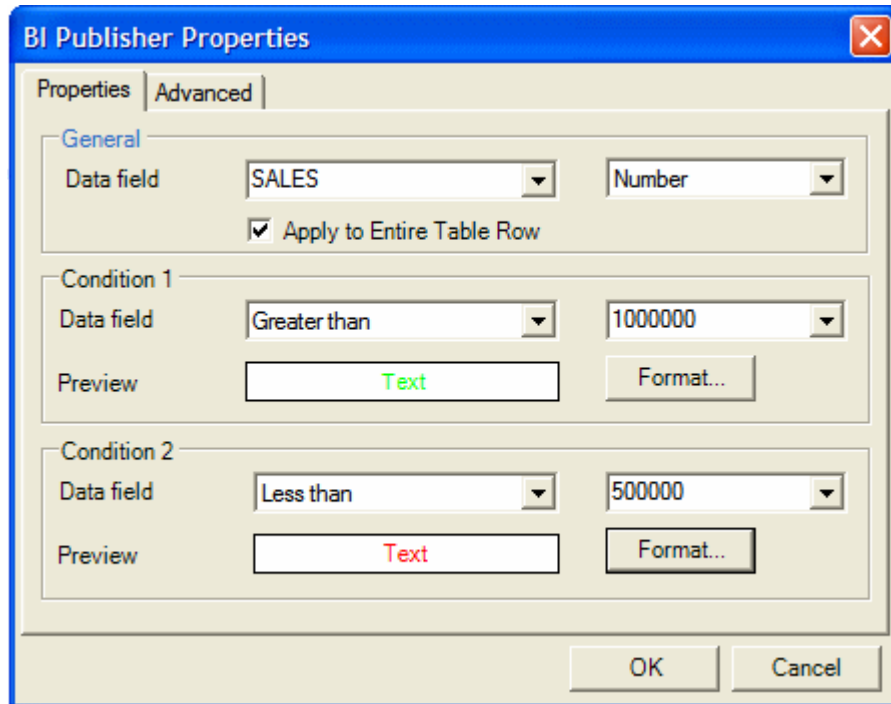 BI Publisher Properties
Properties Advanced
General
Data field SALES Number
Apply to Entire Table Row
Condition 1
Data field Greater than 1000000
Preview Text Format...
Condition 2
Data field Less than 500000
Preview Text Format...
OK Cancel